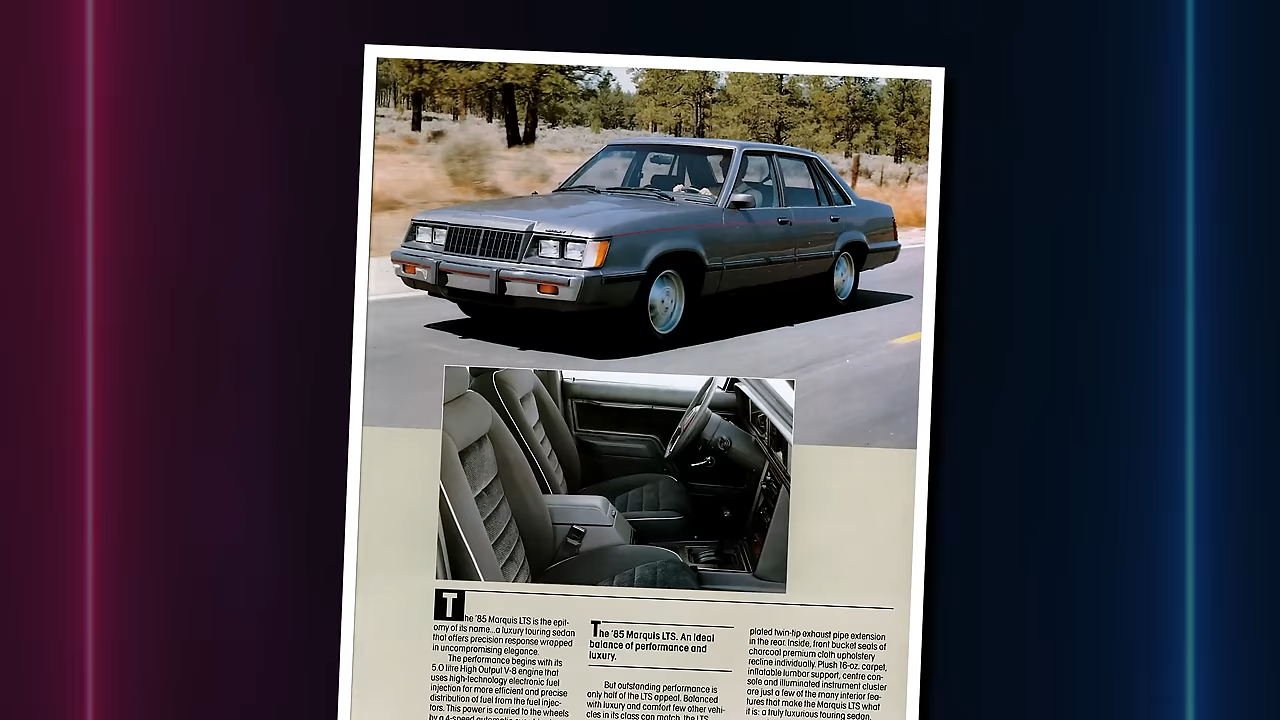 The '85 Marquis LTS is the epit-
omy of its name...a luxury touring sedan
that offers precision response wrapped
in uncompromising elegance.
The performance begins with its
5.0 litre High Output V-8 engine that
uses high-technology electronic fuel
injection for more efficient and precise
distribution of fuel from the fuel injec-
tors. This power is carried to the wheels
by a 4-speed automatic
The '85 Marquis LTS. An ideal
balance of performance and
luxury.
But outstanding performance is
only half of the LTS appeal. Balanced
with luxury and comfort few other vehi-
cles in its class can match, the LTS
plated twin-tip exhaust pipe extension
in the rear. Inside, front bucket seats of
charcoal premium cloth upholstery
recline individually. Plush 16-oz. carpet,
inflatable lumbar support, centre con-
sole and illuminated instrument cluster
are just a few of the many interior fea-
tures that make the Marquis LTS what
it is: a truly luxurious touring sedan.